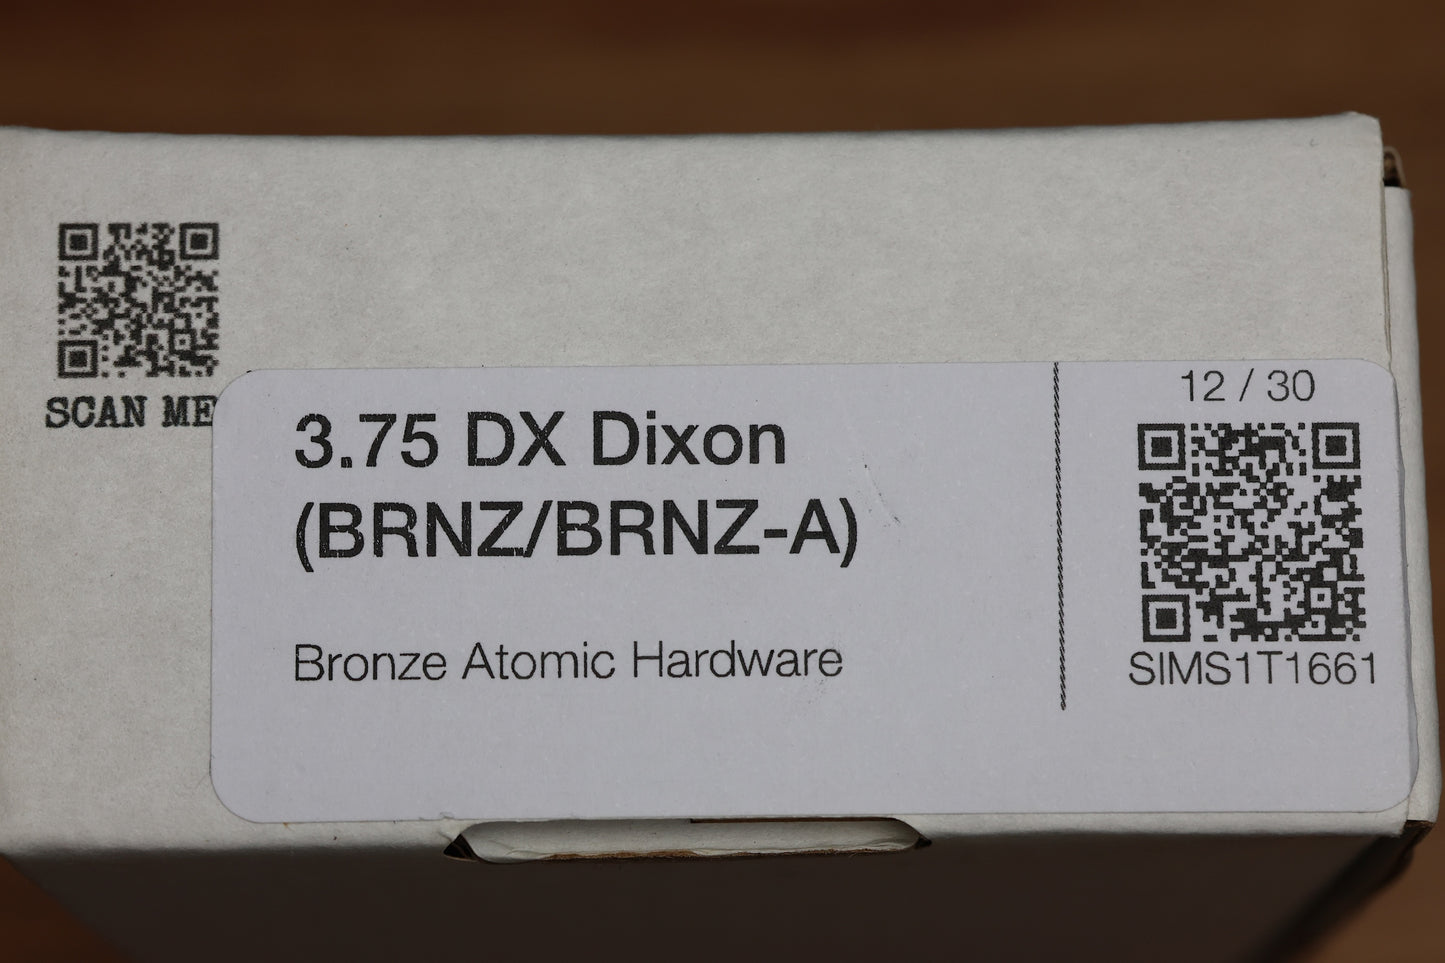 SCAN ME
3.75 DX Dixon
(BRNZ/BRNZ-A)
Bronze Atomic Hardware
12 / 30
SIMS1T1661